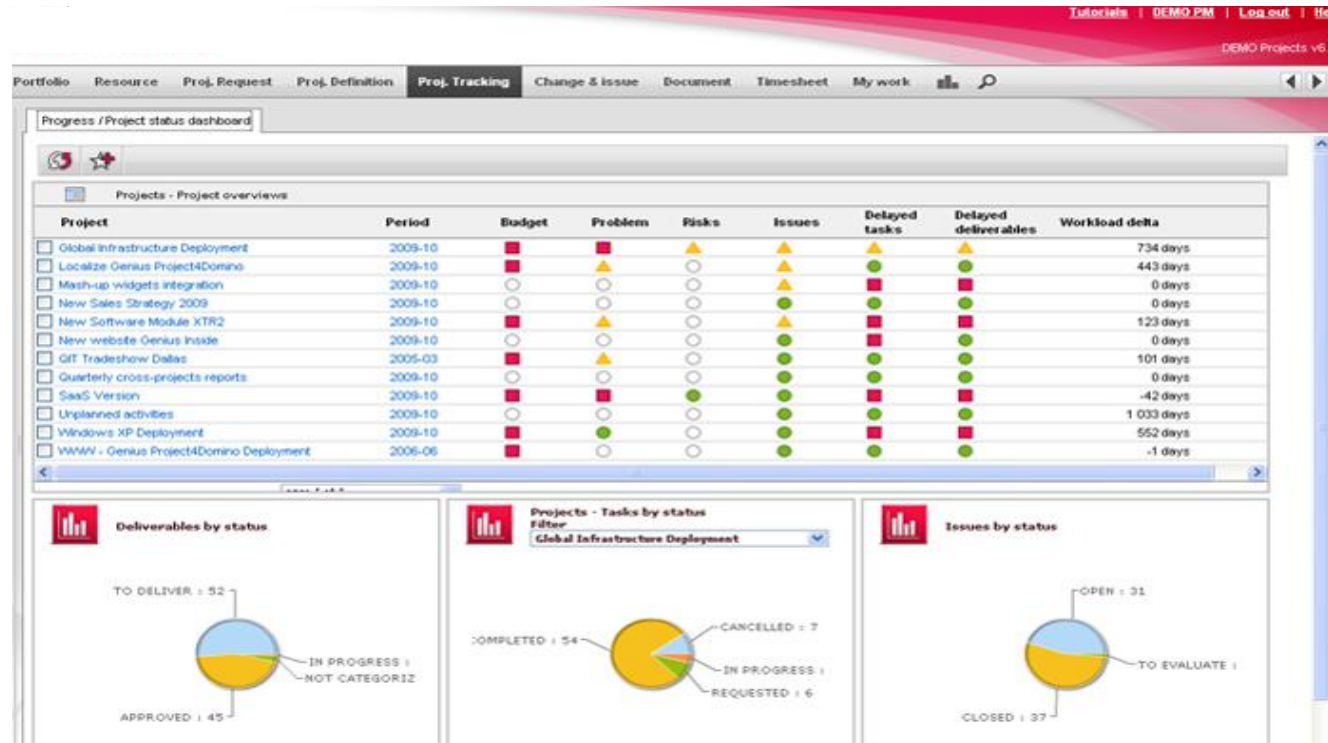 Tutorials | DEMO PM | Log out | He
DEMO Projects v6.
Portfolio Resource Proj. Request Proj. Definition Proj. Tracking Change & issue Document Timesheet My work
Progress /Project status dashboard
Projects - Project overviews
Project Period Budget Problem Risks Issues Delayed tasks Delayed deliverables Workload delta
Global Infrastructure Deployment 2009-10 734 days
Localize Genius Project4Domino 2009-10 443 days
Mash-up widgets integration 2009-10 0 days
New Sales Strategy 2009 2009-10 0 days
New Software Module XTR2 2009-10 123 days
New website Genius Inside 2009-10 0 days
GIT Tradeshow Dallas 2005-03 101 days
Quarterly cross-projects reports 2009-10 0 days
SaaS Version 2009-10 -42 days
Unplanned activities 2009-10 1 033 days
Windows XP Deployment 2009-10 552 days
WWW - Genius Project4Domino Deployment 2006-06 -1 days
Deliverables by status
TO DELIVER : 52
IN PROGRESS :
NOT CATEGORIZ
APPROVED : 45
Projects - Tasks by status
Filter
Global Infrastructure Deployment
COMPLETED : 54
CANCELLED : 7
IN PROGRESS :
REQUESTED : 6
Issues by status
OPEN : 31
TO EVALUATE :
CLOSED : 37